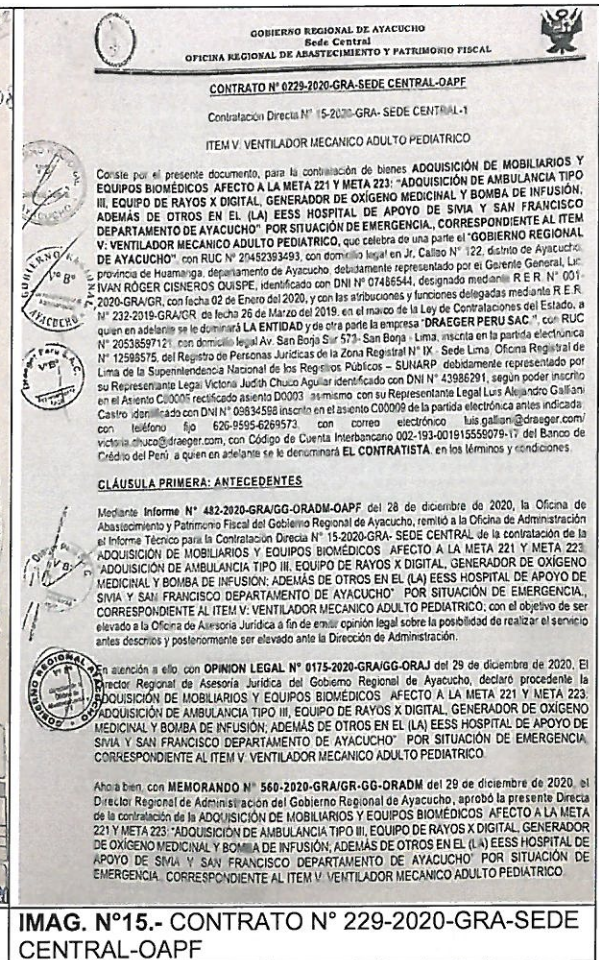 GOBIERNO REGIONAL DE AYACUCHO
Sede Central
OFICINA REGIONAL DE ABASTECIMIENTO Y PATRIMONIO FISCAL
CONTRATO N° 0229-2020-GRA-SEDE CENTRAL-OAPF
Contratación Directa N° 15-2020-GRA- SEDE CENTRAL-1
ITEM V: VENTILADOR MECANICO ADULTO PEDIATRICO
Conste por el presente documento, para la contratación de bienes ADQUISICIÓN DE MOBILIARIOS Y
EQUIPOS BIOMÉDICOS AFECTO A LA META 221 Y META 223: "ADQUISICIÓN DE AMBULANCIA TIPO
III, EQUIPO DE RAYOS X DIGITAL, GENERADOR DE OXÍGENO MEDICINAL Y BOMBA DE INFUSIÓN;
ADEMÁS DE OTROS EN EL (LA) EESS HOSPITAL DE APOYO DE SIVIA Y SAN FRANCISCO
DEPARTAMENTO DE AYACUCHO" POR SITUACIÓN DE EMERGENCIA., CORRESPONDIENTE AL ITEM
V: VENTILADOR MECANICO ADULTO PEDIATRICO, que celebra de una parte el "GOBIERNO REGIONAL
DE AYACUCHO", con RUC N° 20452393493, con domicilio legal en Jr. Callao N° 122, distrito de Ayacucho,
provincia de Huamanga, departamento de Ayacucho, debidamente representado por el Gerente General, Lic.
IVAN RÓGER CISNEROS QUISPE, identificado con DNI N° 07486544, designado mediante R.E.R. N° 001-
2020-GRA/GR, con fecha 02 de Enero del 2020, y con las atribuciones y funciones delegadas mediante R.E.R.
N° 232-2019-GRA/GR de fecha 26 de Marzo del 2019. en el marco de la Ley de Contrataciones del Estado, a
quien en adelante se le dominará LA ENTIDAD y de otra parte la empresa "DRAEGER PERU SAC.", con RUC
N° 20538597121, con domicilio legal Av. San Borja Sur 573- San Borja - Lima, inscrita en la partida electrónica
N° 12598575, del Registro de Personas Jurídicas de la Zona Registral N° IX - Sede Lima, Oficina Registral de
Lima de la Superintendencia Nacional de los Registros Públicos – SUNARP debidamente representado por
su Representante Legal Victoria Judith Chuco Aguilar identificado con DNI N° 43986291, según poder inscrito
en el Asiento C00005 rectificado asiento D0003 asimismo con su Representante Legal Luis Alejandro Galliani
Castro identificado con DNI N° 09834598 inscrito en el asiento C00009 de la partida electrónica antes indicada,
con teléfono fijo 626-9595-6269573, con correo electrónico luis.galliani@draeger.com/
victoria.chuco@draeger.com, con Código de Cuenta Interbancario 002-193-001915559079-17 del Banco de
Crédito del Perú a quien en adelante se le denominará EL CONTRATISTA, en los términos y condiciones.
CLÁUSULA PRIMERA: ANTECEDENTES
Mediante Informe N° 482-2020-GRA/GG-ORADM-OAPF del 28 de diciembre de 2020, la Oficina de
Abastecimiento y Patrimonio Fiscal del Gobierno Regional de Ayacucho, remitió a la Oficina de Administración
el Informe Técnico para la Contratación Directa N° 15-2020-GRA- SEDE CENTRAL de la contratación de la
ADQUISICIÓN DE MOBILIARIOS Y EQUIPOS BIOMÉDICOS AFECTO A LA META 221 Y META 223:
"ADQUISICIÓN DE AMBULANCIA TIPO III, EQUIPO DE RAYOS X DIGITAL, GENERADOR DE OXÍGENO
MEDICINAL Y BOMBA DE INFUSIÓN; ADEMÁS DE OTROS EN EL (LA) EESS HOSPITAL DE APOYO DE
SIVIA Y SAN FRANCISCO DEPARTAMENTO DE AYACUCHO" POR SITUACIÓN DE EMERGENCIA.,
CORRESPONDIENTE AL ITEM V: VENTILADOR MECANICO ADULTO PEDIATRICO; con el objetivo de ser
elevado a la Oficina de Asesoría Jurídica a fin de emitir opinión legal sobre la posibilidad de realizar el servicio
antes descritos y posteriormente ser elevado ante la Dirección de Administración.
En atención a ello, con OPINION LEGAL N° 0175-2020-GRA/GG-ORAJ del 29 de diciembre de 2020, El
Director Regional de Asesoría Jurídica del Gobierno Regional de Ayacucho, declaró procedente la
ADQUISICIÓN DE MOBILIARIOS Y EQUIPOS BIOMÉDICOS AFECTO A LA META 221 Y META 223:
"ADQUISICIÓN DE AMBULANCIA TIPO III, EQUIPO DE RAYOS X DIGITAL, GENERADOR DE OXÍGENO
MEDICINAL Y BOMBA DE INFUSIÓN; ADEMÁS DE OTROS EN EL (LA) EESS HOSPITAL DE APOYO DE
SIVIA Y SAN FRANCISCO DEPARTAMENTO DE AYACUCHO" POR SITUACIÓN DE EMERGENCIA,
CORRESPONDIENTE AL ITEM V: VENTILADOR MECANICO ADULTO PEDIATRICO
Ahora bien, con MEMORANDO N° 560-2020-GRA/GR-GG-ORADM del 29 de diciembre de 2020, el
Director Regional de Administración del Gobierno Regional de Ayacucho, aprobó la presente Directa
de la contratación de la ADQUISICIÓN DE MOBILIARIOS Y EQUIPOS BIOMÉDICOS AFECTO A LA META
221 Y META 223: "ADQUISICIÓN DE AMBULANCIA TIPO III, EQUIPO DE RAYOS X DIGITAL, GENERADOR
DE OXÍGENO MEDICINAL Y BOMBA DE INFUSIÓN; ADEMÁS DE OTROS EN EL (LA) EESS HOSPITAL DE
APOYO DE SIVIA Y SAN FRANCISCO DEPARTAMENTO DE AYACUCHO" POR SITUACIÓN DE
EMERGENCIA. CORRESPONDIENTE AL ITEM V: VENTILADOR MECANICO ADULTO PEDIATRICO
IMAG. N°15.- CONTRATO N° 229-2020-GRA-SEDE
CENTRAL-OAPF